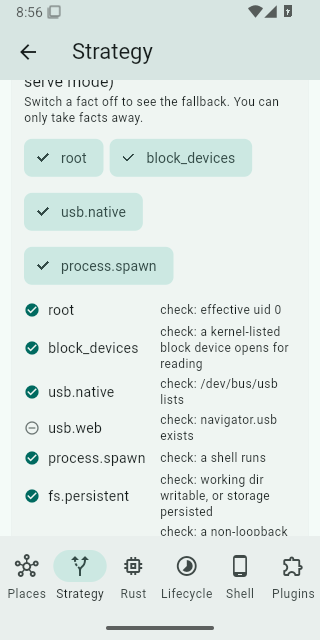 8:56
Strategy
serve mode)
Switch a fact off to see the fallback. You can
only take facts away.
root
block_devices
usb.native
process.spawn
root
check: effective uid 0
block_devices
check: a kernel-listed
block device opens for
reading
usb.native
check: /dev/bus/usb
lists
usb.web
check: navigator.usb
exists
process.spawn
check: a shell runs
fs.persistent
check: working dir
writable, or storage
persisted
check: a non-loopback
Places
Strategy
Rust
Lifecycle
Shell
Plugins